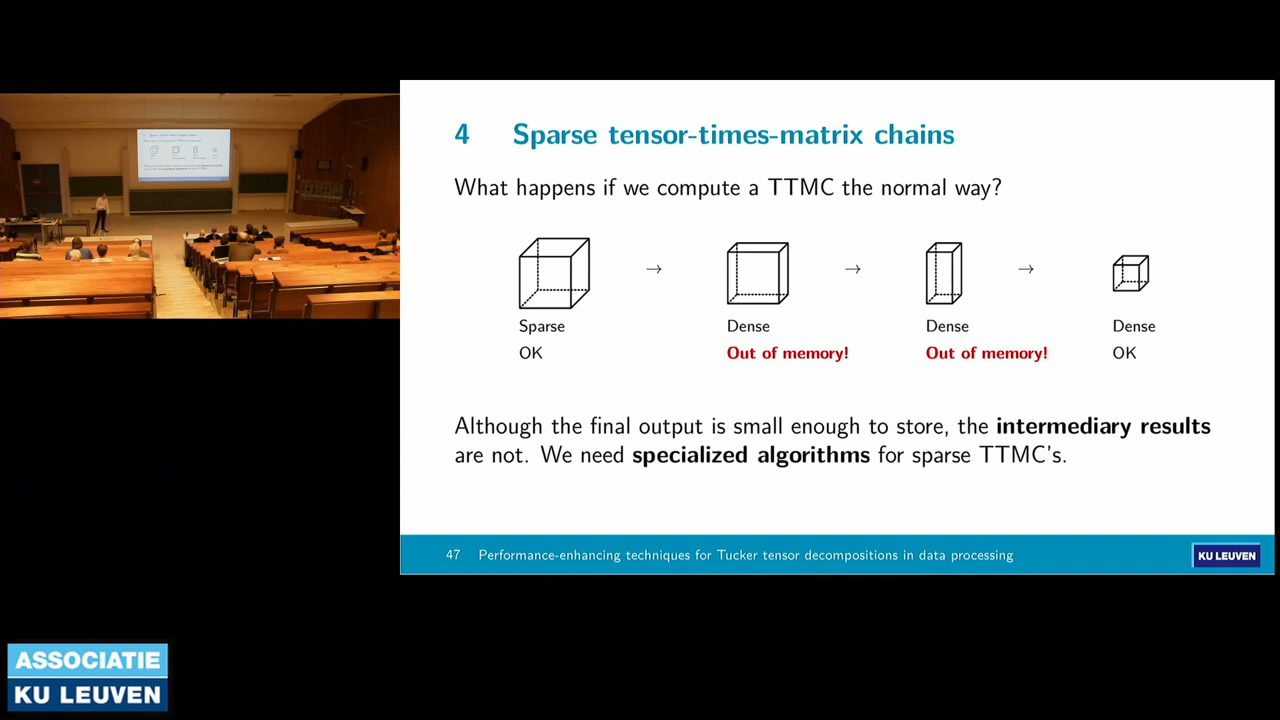 4 Sparse tensor-times-matrix chains
What happens if we compute a TTMC the normal way?
→ → →
Sparse Dense Dense Dense
OK Out of memory! Out of memory! OK
Although the final output is small enough to store, the intermediary results
are not. We need specialized algorithms for sparse TTMC's.
47 Performance-enhancing techniques for Tucker tensor decompositions in data processing
KU LEUVEN
ASSOCIATIE
KU LEUVEN